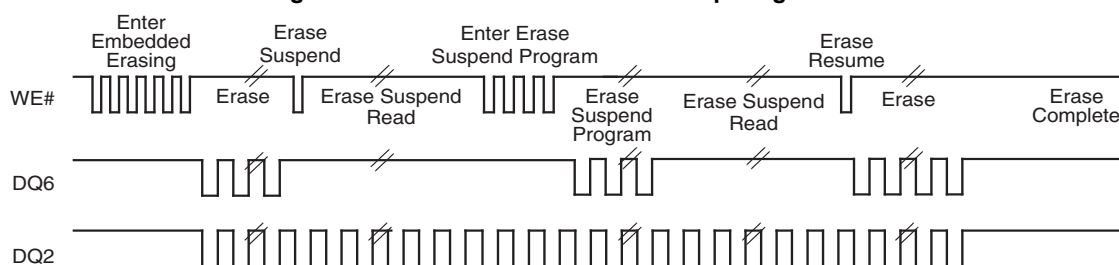 Enter
Embedded
Erasing
Erase
Suspend
Enter Erase
Suspend Program
Erase
Resume
WE#
Erase
Erase Suspend
Read
Erase
Suspend
Program
Erase Suspend
Read
Erase
Erase
Complete
DQ6
DQ2